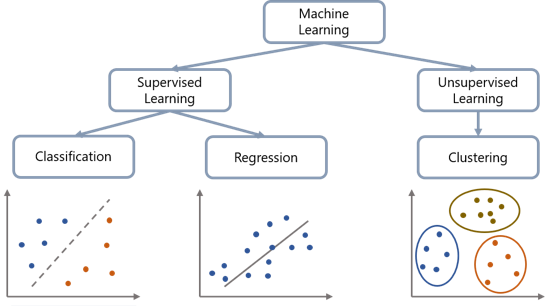 Machine
Learning
Supervised
Learning
Unsupervised
Learning
Classification
Regression
Clustering